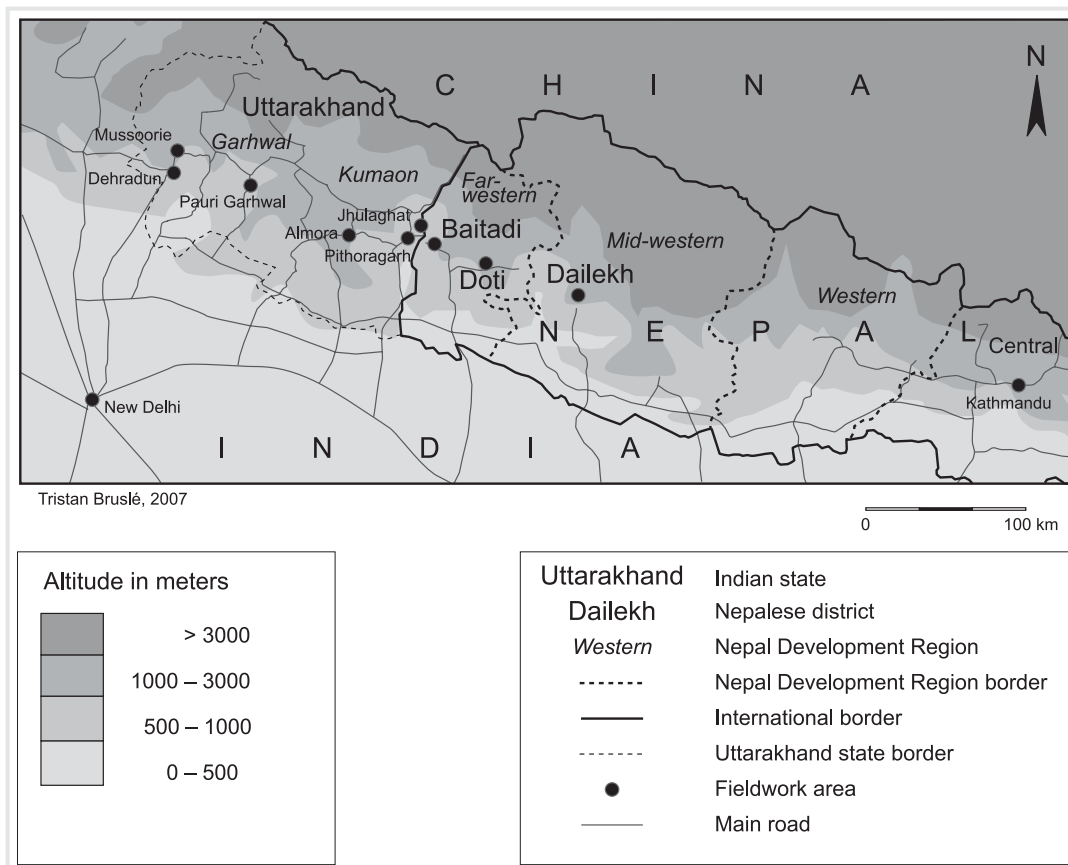 C H I N A
N
Uttarakhand
Mussoorie
Garhwal
Dehradun
Kumaon
Far-
western
Pauri Garhwal
Jhulaghat
Baitadi
Almora
Pithoragarh
Mid-western
Doti
Dailekh
Western
N E P A L
Central
New Delhi
Kathmandu
I N D I A
Tristan Bruslé, 2007
0 100 km
Altitude in meters
> 3000
1000 – 3000
500 – 1000
0 – 500
Uttarakhand Indian state
Dailekh Nepalese district
Western Nepal Development Region
Nepal Development Region border
International border
Uttarakhand state border
Fieldwork area
Main road